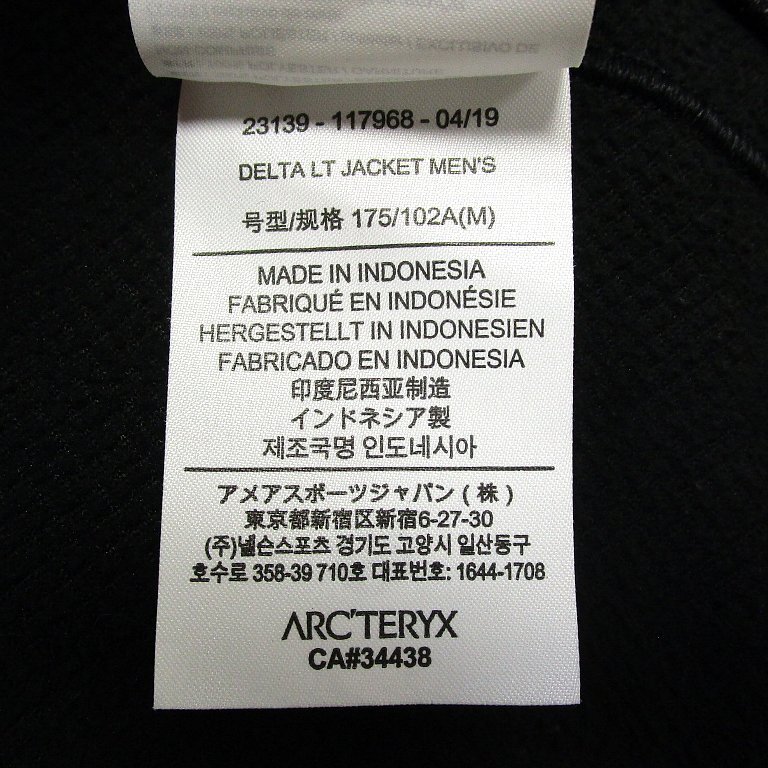 EXCLUSIVO DE
23139 - 117968 - 04/19
DELTA LT JACKET MEN'S
号型/规格 175/102A(M)
MADE IN INDONESIA
FABRIQUÉ EN INDONÉSIE
HERGESTELLT IN INDONESIEN
FABRICADO EN INDONESIA
印度尼西亚制造
インドネシア製
제조국명 인도네시아
アメアスポーツジャパン ( 株 )
東京都新宿区新宿6-27-30
(주)넬슨스포츠 경기도 고양시 일산동구
호수로 358-39 710호 대표번호: 1644-1708
ARC'TERYX
CA#34438